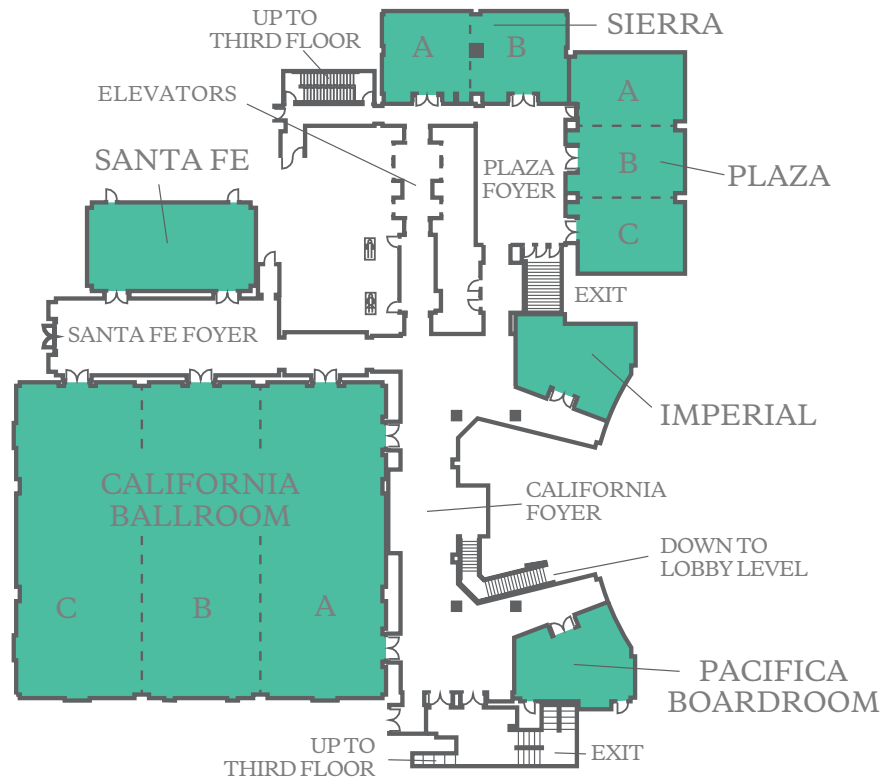 UP TO
THIRD FLOOR
SIERRA
A
B
ELEVATORS
A
SANTA FE
PLAZA
FOYER
B
PLAZA
C
EXIT
SANTA FE FOYER
IMPERIAL
CALIFORNIA
BALLROOM
CALIFORNIA
FOYER
DOWN TO
LOBBY LEVEL
C
B
A
PACIFICA
BOARDROOM
UP TO
THIRD FLOOR
EXIT